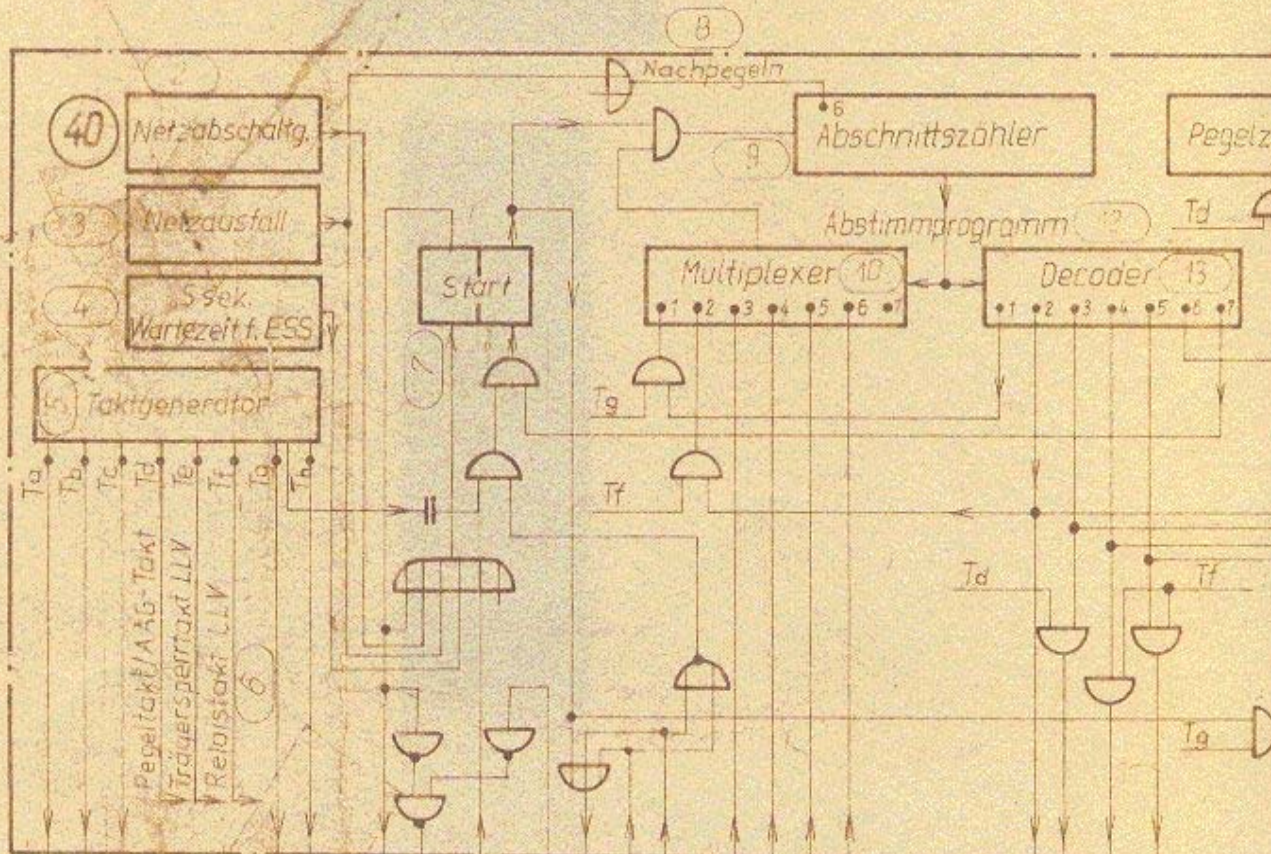 8
2
Nachpegeln
6
40
Netzabschaltg.
Abschnittszähler
9
3
Netzausfall
Td
Abstimmprogramm 12
4
5 sek.
Wartezeit f. ESS
Start
Multiplexer 10
1 2 3 4 5 6 7
Decoder 13
1 2 3 4 5 6 7
7
5 Taktgenerator
Tg
Ta
Tb
Tc
Td
Te
Tf
Tg
Th
Tf
Pegeltakt/AAG-Takt
Trägersperrtakt LLV
Relaistakt LLV
6
Td
Tf
Tg